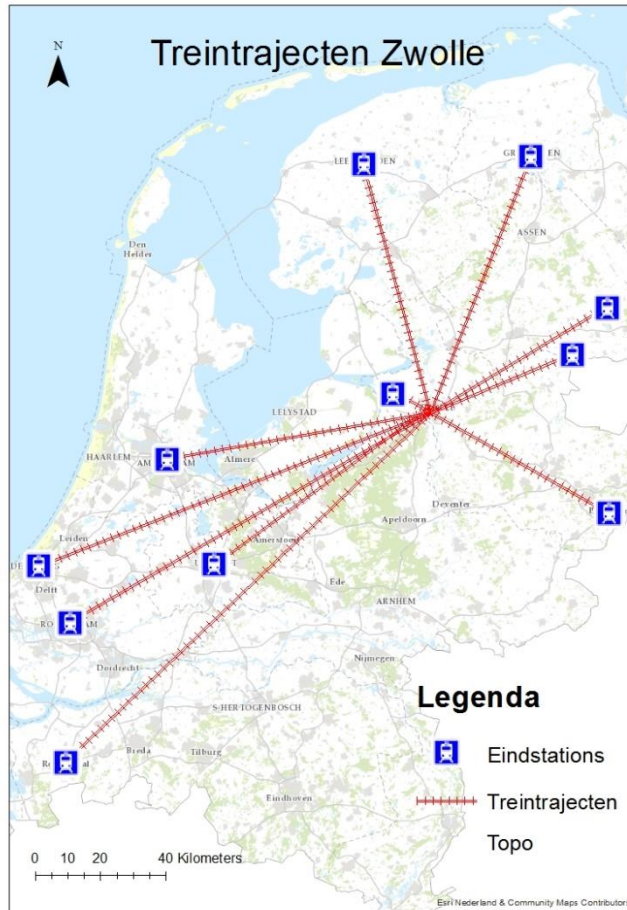 Treintrajecten Zwolle
N
ASSEN
Den
Helder
LELYSTAD
HAARLEM
Almere
Deventer
Leiden
Apeldoorn
Amersfoort
Delft
Ede
ARNHEM
Dordrecht
Nijmegen
S-HERTOGENBOSCH
Breda
Tilburg
Eindhoven
Legenda
Eindstations
Treintrajecten
Topo
0 10 20 40 Kilometers
Esri Nederland & Community Maps Contributors